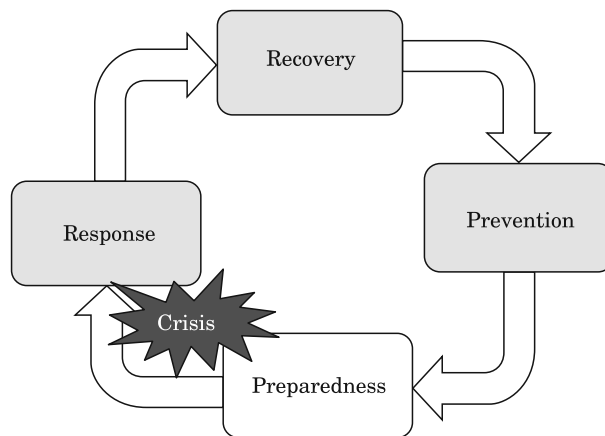 Recovery
Prevention
Response
Crisis
Preparedness